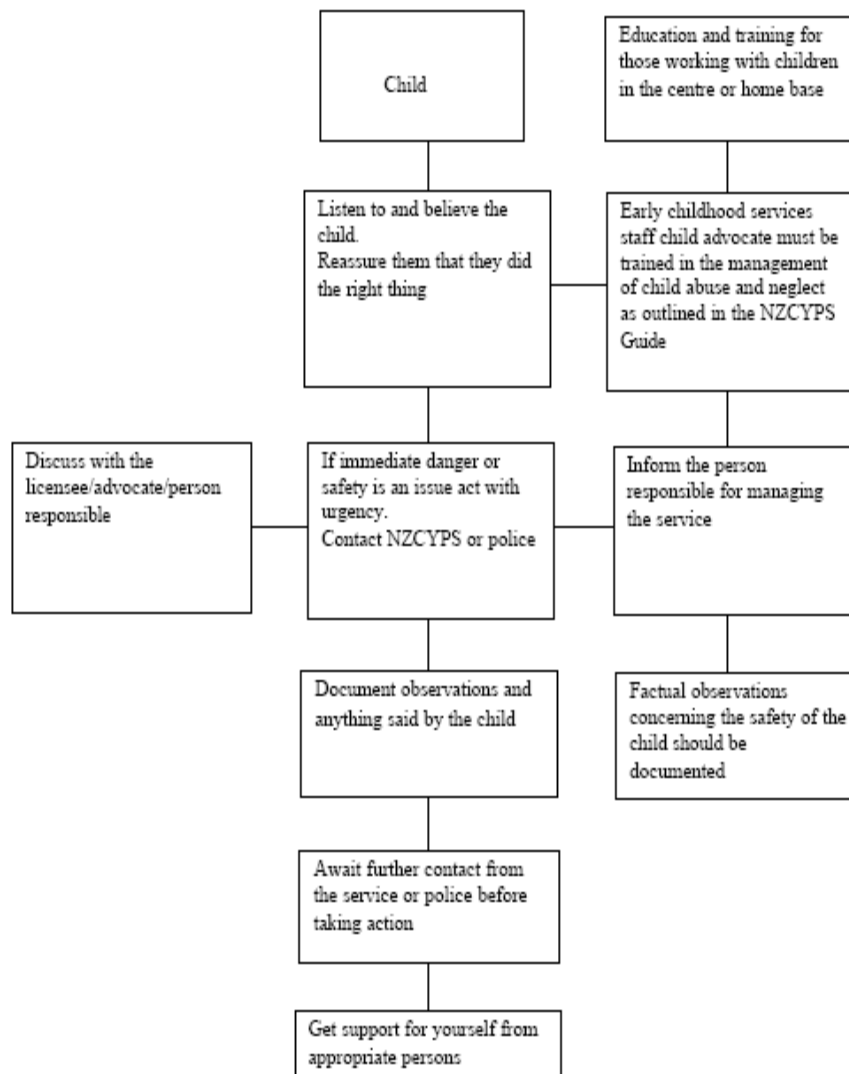 Child
Education and training for
those working with children
in the centre or home base
Listen to and believe the
child.
Reassure them that they did
the right thing
Early childhood services
staff child advocate must be
trained in the management
of child abuse and neglect
as outlined in the NZCYPS
Guide
Discuss with the
licensee/advocate/person
responsible
If immediate danger or
safety is an issue act with
urgency.
Contact NZCYPS or police
Inform the person
responsible for managing
the service
Document observations and
anything said by the child
Factual observations
concerning the safety of the
child should be
documented
Await further contact from
the service or police before
taking action
Get support for yourself from
appropriate persons